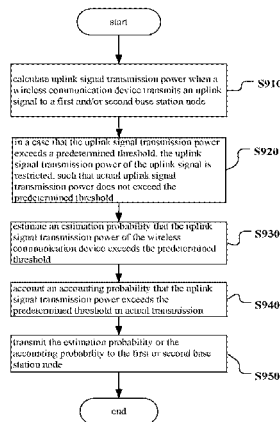 start
calculate uplink signal transmission power when a
wireless communication device transmits an uplink
signal to a first and/or second base station node
S910
in a case that the uplink signal transmission power
exceeds a predetermined threshold, the uplink
signal transmission power of the uplink signal is
restricted, such that actual uplink signal
transmission power does not exceed the
predetermined threshold
S920
estimate an estimation probability that the uplink
signal transmission power of the wireless
communication device exceeds the predetermined
threshold
S930
account an accounting probability that the uplink
signal transmission power exceeds the
predetermined threshold in actual transmission
S940
transmit the estimation probability or the
accounting probability to the first or second base
station node
S950
end